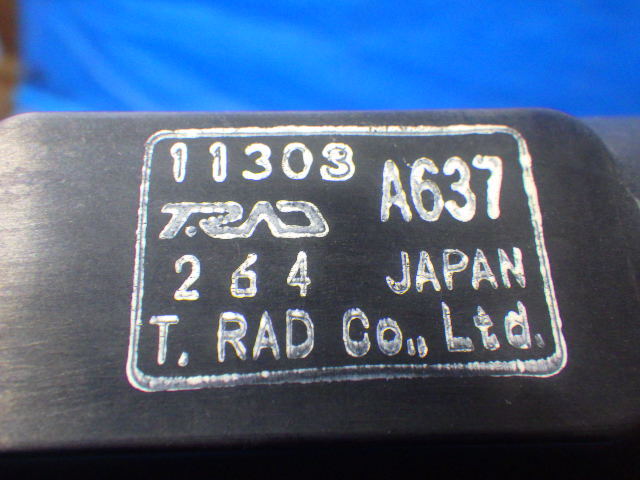 11303
A637
T.RAD
264 JAPAN
T. RAD Co., Ltd.